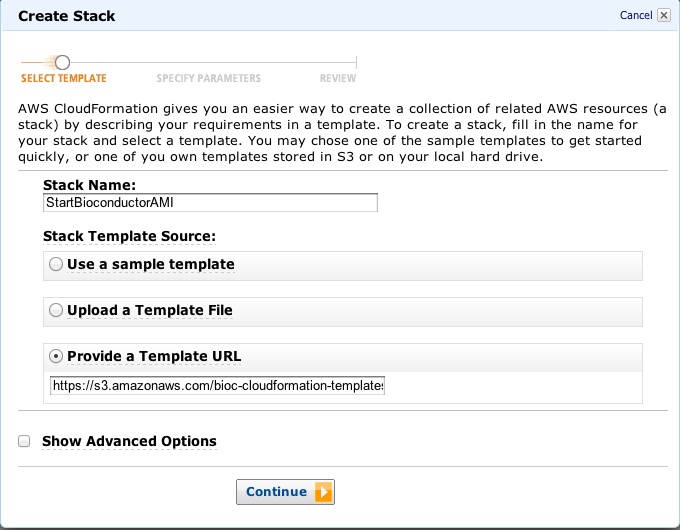 Create Stack
Cancel
SELECT TEMPLATE
SPECIFY PARAMETERS
REVIEW
AWS CloudFormation gives you an easier way to create a collection of related AWS resources (a
stack) by describing your requirements in a template. To create a stack, fill in the name for
your stack and select a template. You may chose one of the sample templates to get started
quickly, or one of you own templates stored in S3 or on your local hard drive.
Stack Name:
StartBioconductorAMI
Stack Template Source:
Use a sample template
Upload a Template File
Provide a Template URL
https://s3.amazonaws.com/bioc-cloudformation-templates
Show Advanced Options
Continue